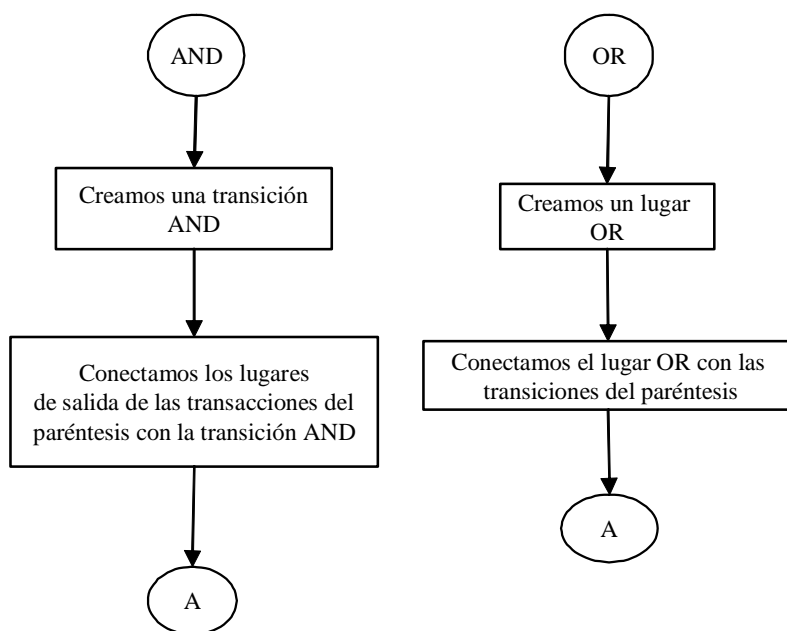 AND
Creamos una transición
AND
Conectamos los lugares
de salida de las transacciones del
paréntesis con la transición AND
A
OR
Creamos un lugar
OR
Conectamos el lugar OR con las
transiciones del paréntesis
A